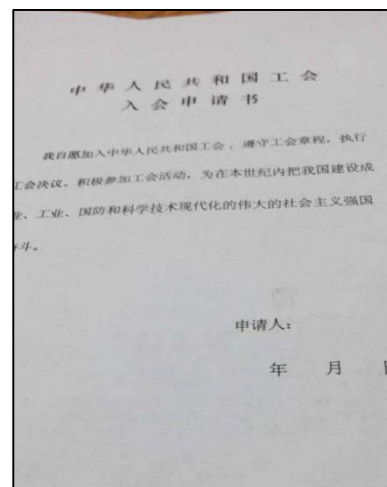 中华人民共和国工会
入会申请书
我自愿加入中华人民共和国工会，遵守工会章程，执行
工会决议，积极参加工会活动，为在本世纪内把我国建设成
业、工业、国防和科学技术现代化的伟大的社会主义强国
斗。
申请人：
年 月